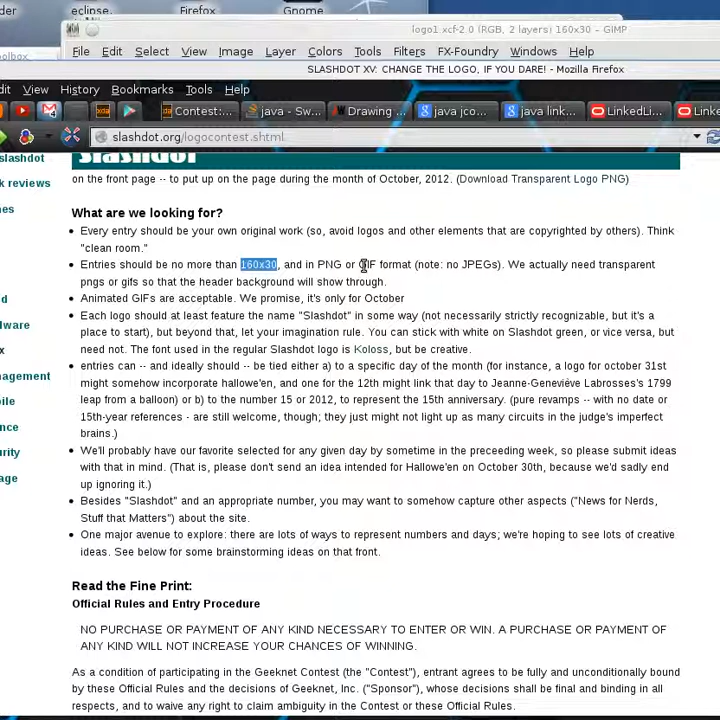 eclipse.
Firefox
Gnome
logo1.xcf-2.0 (RGB, 2 layers) 160x30 – GIMP
oolbox.
File Edit Select View Image Layer Colors Tools Filters FX-Foundry Windows Help
SLASHDOT XV: CHANGE THE LOGO, IF YOU DARE! - Mozilla Firefox
dit View History Bookmarks Tools Help
Contest:... java - Sw... Drawing ... java jco... java link... LinkedLi... Linke
slashdot.org/logocontest.shtml
slashdot
k reviews
nes
ardware
x
nagement
bile
nce
urity
age
Slashdot
on the front page -- to put up on the page during the month of October, 2012. (Download Transparent Logo PNG)
What are we looking for?
Every entry should be your own original work (so, avoid logos and other elements that are copyrighted by others). Think
"clean room."
Entries should be no more than 160x30, and in PNG or GIF format (note: no JPEGs). We actually need transparent
pngs or gifs so that the header background will show through.
Animated GIFs are acceptable. We promise, it's only for October
Each logo should at least feature the name "Slashdot" in some way (not necessarily strictly recognizable, but it's a
place to start), but beyond that, let your imagination rule. You can stick with white on Slashdot green, or vice versa, but
need not. The font used in the regular Slashdot logo is Koloss, but be creative.
entries can -- and ideally should -- be tied either a) to a specific day of the month (for instance, a logo for october 31st
might somehow incorporate hallowe'en, and one for the 12th might link that day to Jeanne-Geneviève Labrosses's 1799
leap from a balloon) or b) to the number 15 or 2012, to represent the 15th anniversary. (pure revamps -- with no date or
15th-year references - are still welcome, though; they just might not light up as many circuits in the judge's imperfect
brains.)
We'll probably have our favorite selected for any given day by sometime in the preceeding week, so please submit ideas
with that in mind. (That is, please don't send an idea intended for Hallowe'en on October 30th, because we'd sadly end
up ignoring it.)
Besides "Slashdot" and an appropriate number, you may want to somehow capture other aspects ("News for Nerds,
Stuff that Matters") about the site.
One major avenue to explore: there are lots of ways to represent numbers and days; we're hoping to see lots of creative
ideas. See below for some brainstorming ideas on that front.
Read the Fine Print:
Official Rules and Entry Procedure
NO PURCHASE OR PAYMENT OF ANY KIND NECESSARY TO ENTER OR WIN. A PURCHASE OR PAYMENT OF
ANY KIND WILL NOT INCREASE YOUR CHANCES OF WINNING.
As a condition of participating in the Geeknet Contest (the "Contest"), entrant agrees to be fully and unconditionally bound
by these Official Rules and the decisions of Geeknet, Inc. ("Sponsor"), whose decisions shall be final and binding in all
respects, and to waive any right to claim ambiguity in the Contest or these Official Rules.